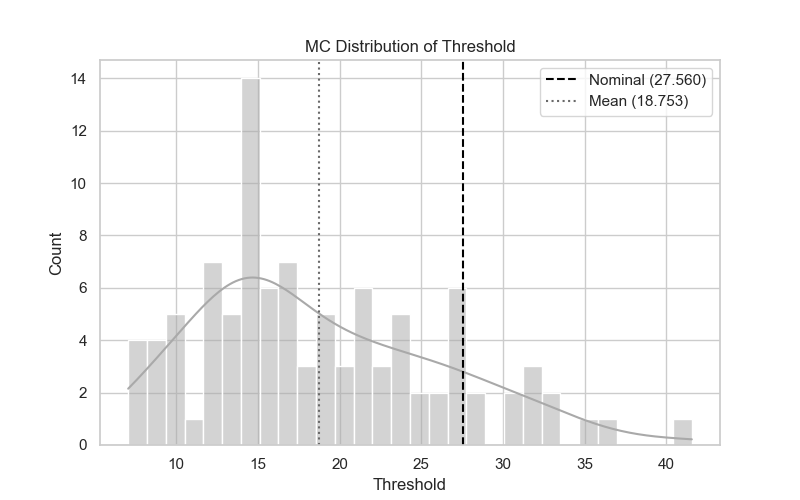 MC Distribution of Threshold
Nominal (27.560)
Mean (18.753)
14
12
10
8
6
4
2
0
Count
10 15 20 25 30 35 40
Threshold